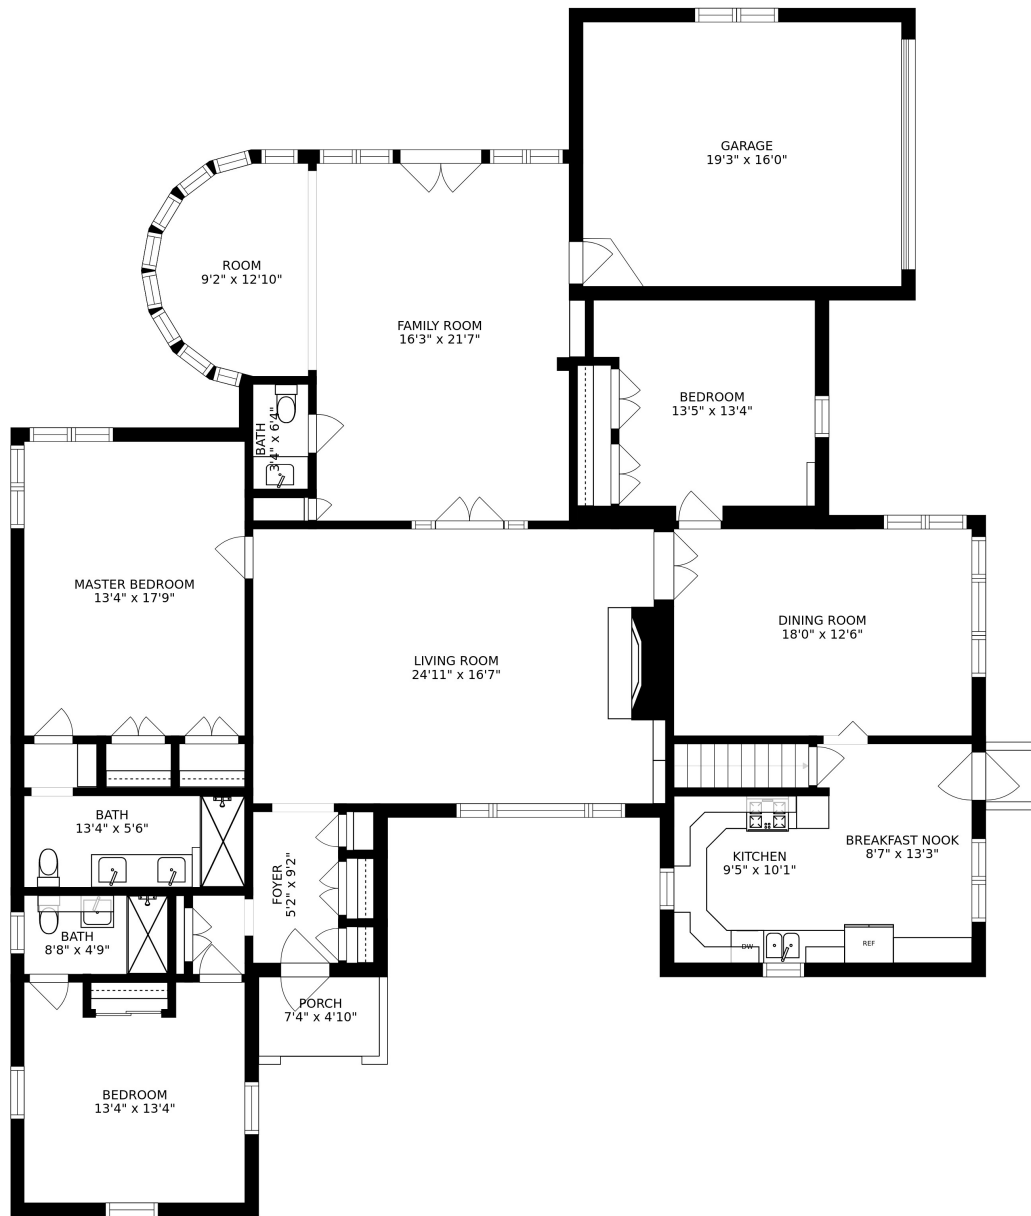 GARAGE
19'3" x 16'0"
ROOM
9'2" x 12'10"
FAMILY ROOM
16'3" x 21'7"
BEDROOM
13'5" x 13'4"
BATH
3'4" x 6'4"
MASTER BEDROOM
13'4" x 17'9"
DINING ROOM
18'0" x 12'6"
LIVING ROOM
24'11" x 16'7"
BATH
13'4" x 5'6"
BREAKFAST NOOK
8'7" x 13'3"
KITCHEN
9'5" x 10'1"
FOYER
5'2" x 9'2"
BATH
8'8" x 4'9"
DW
REF
PORCH
7'4" x 4'10"
BEDROOM
13'4" x 13'4"